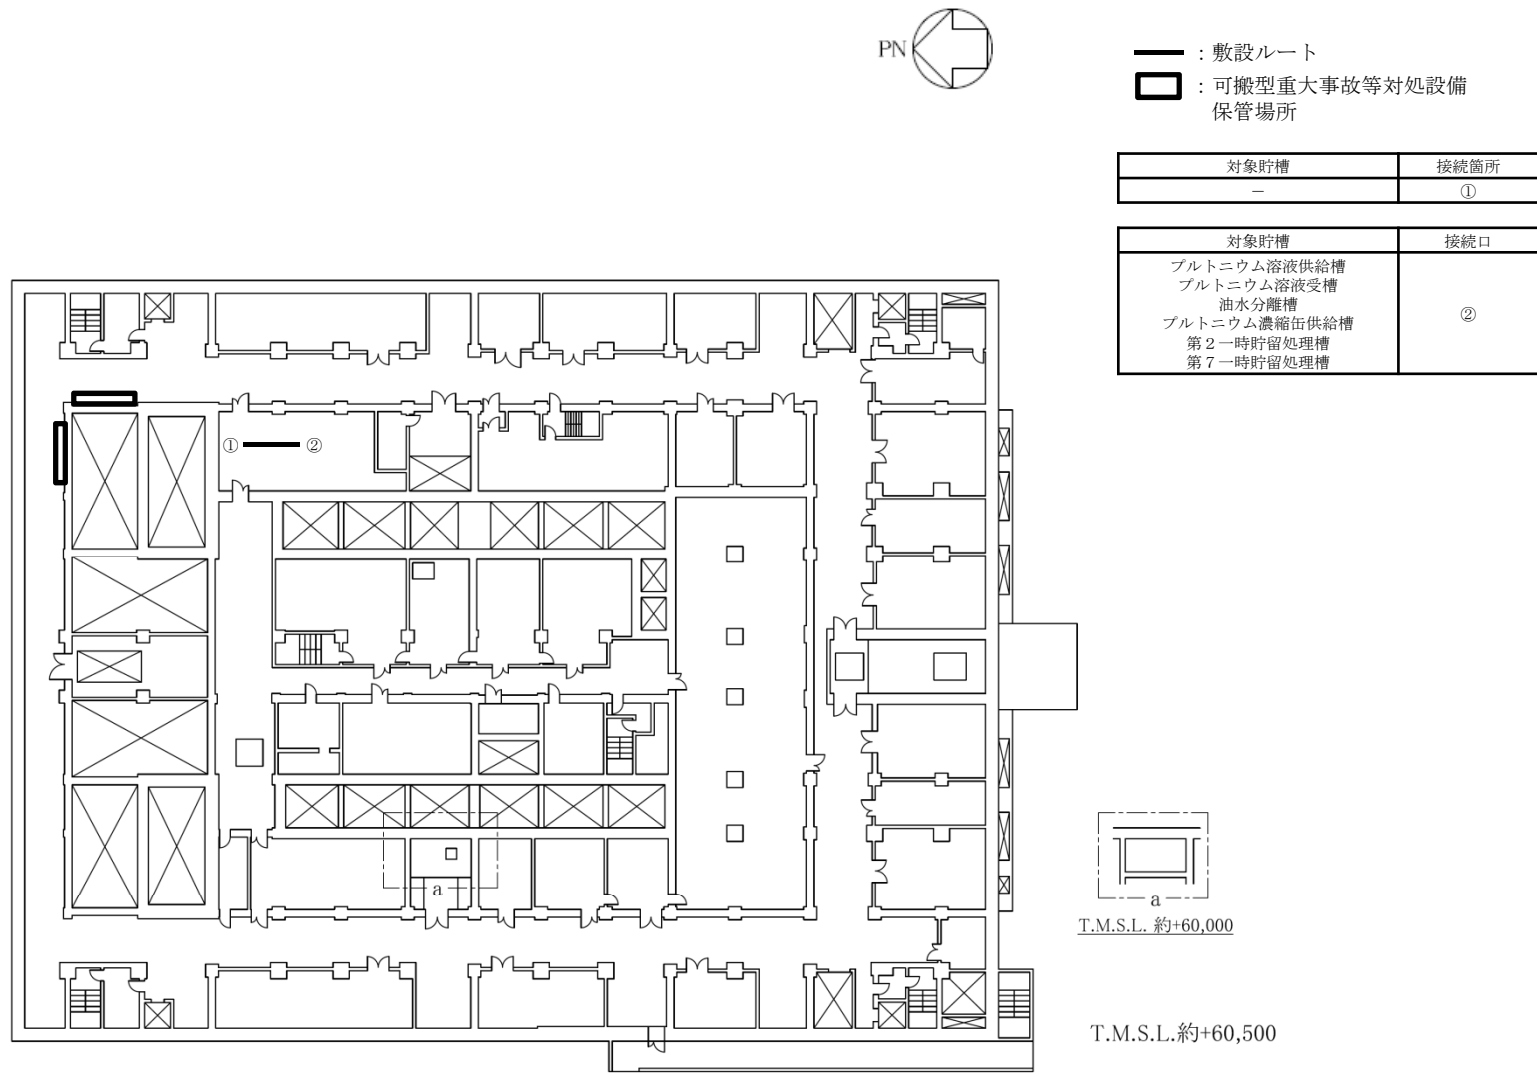 PN
：敷設ルート
：可搬型重大事故等対処設備
保管場所
対象貯槽 接続箇所
－ ①
対象貯槽 接続口
プルトニウム溶液供給槽
プルトニウム溶液受槽
油水分離槽
プルトニウム濃縮缶供給槽
第２一時貯留処理槽
第７一時貯留処理槽
②
① ②
a
a
T.M.S.L. 約+60,000
T.M.S.L.約+60,500